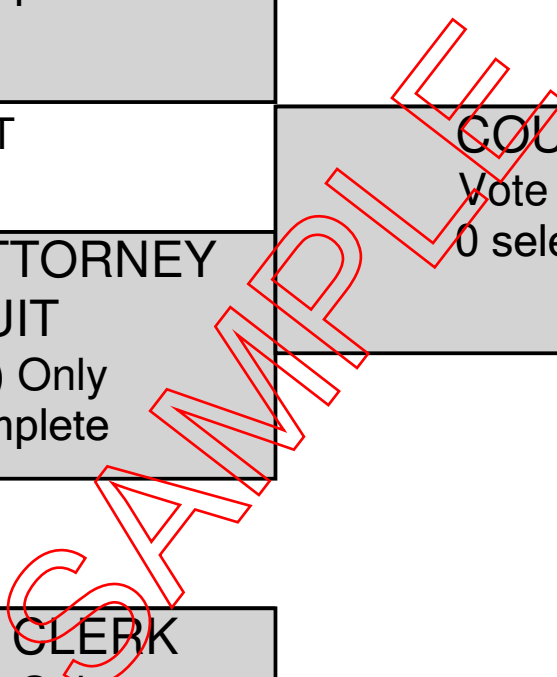 T
TTORNEY
UIT
) Only
mplete
CLERK
COU
Vote
0 sele
SAMPLE